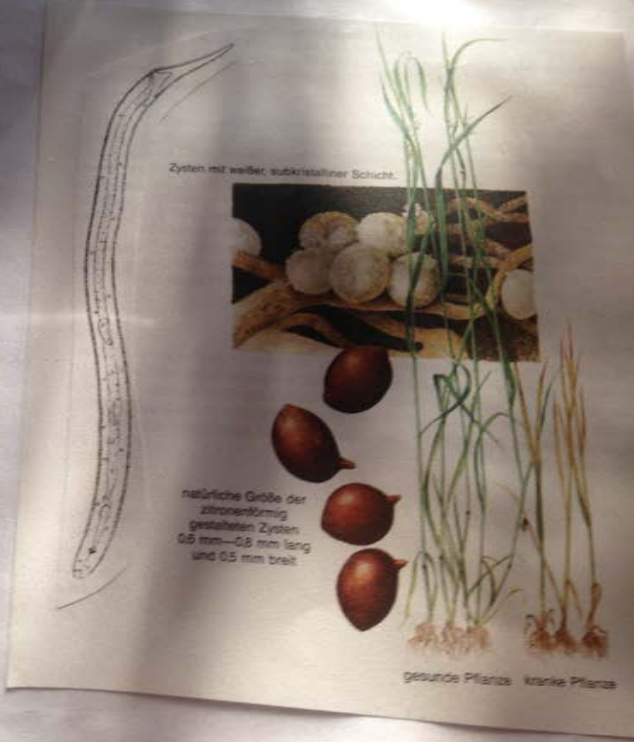 Zysten mit weißer, subkristalliner Schicht.
natürliche Größe der
zitronenförmig
gestalteten Zysten
0,6 mm—0,8 mm lang
und 0,5 mm breit
gesunde Pflanze kranke Pflanze